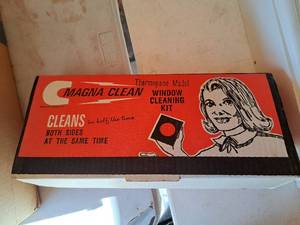 Thermopane Model
MAGNA CLEAN
WINDOW
CLEANING
KIT
CLEANS in half the time
BOTH SIDES
AT THE SAME TIME